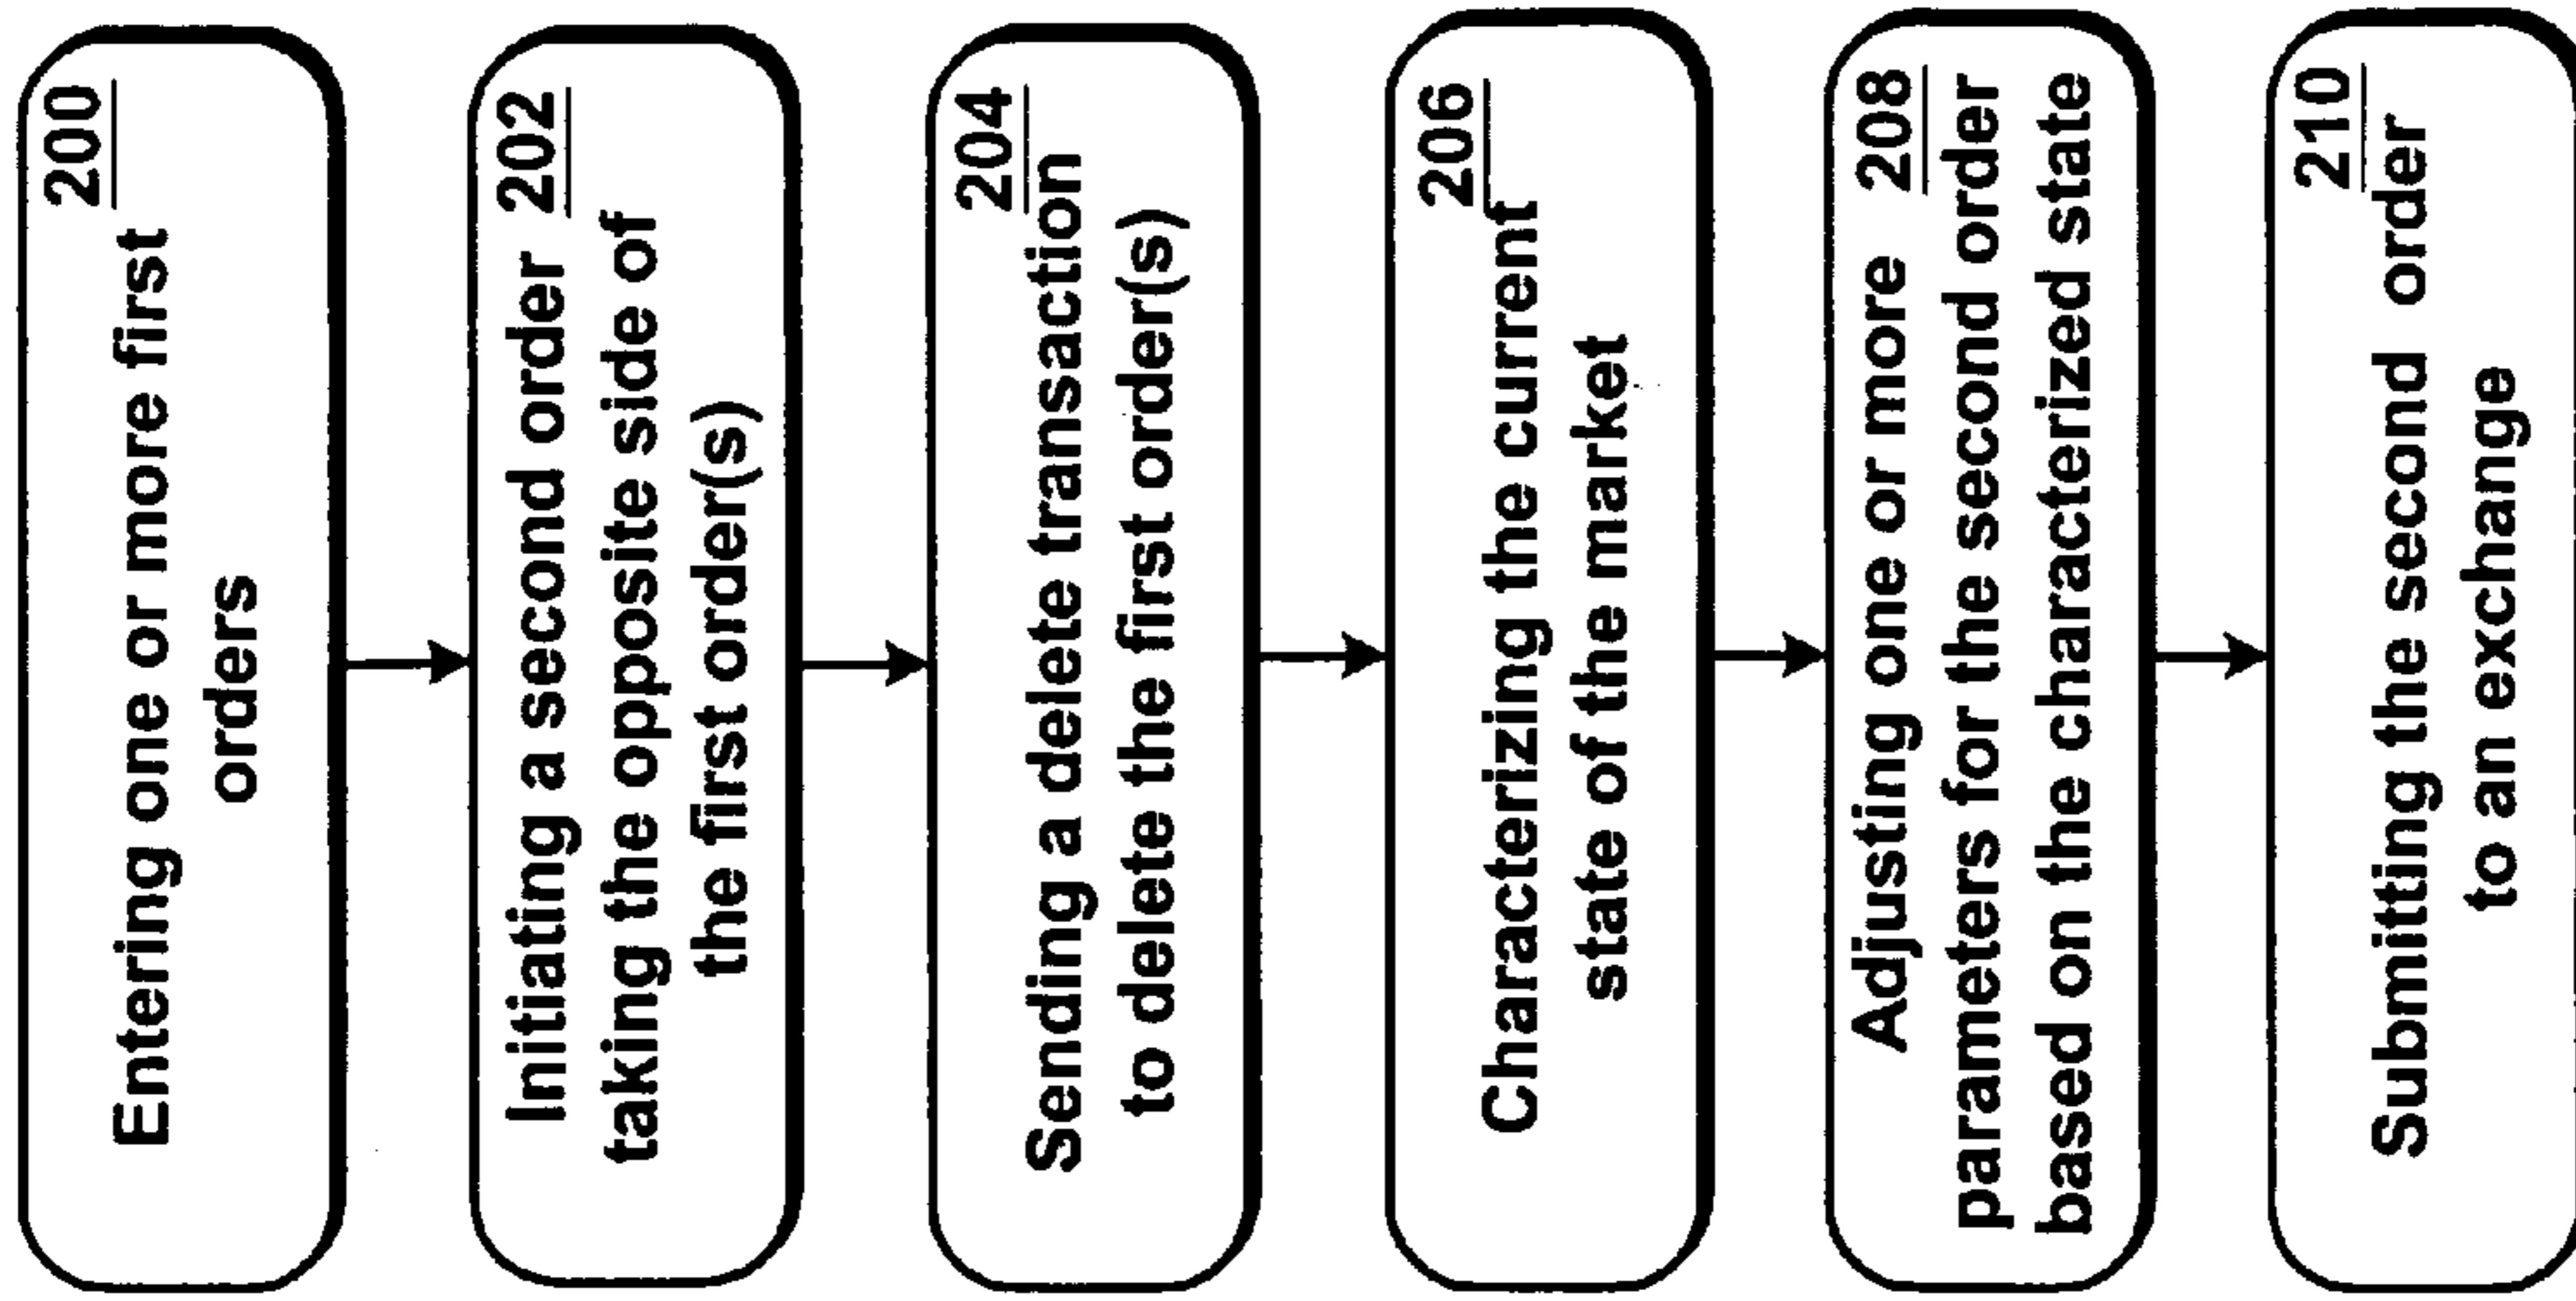 200
Entering one or more first
orders
Initiating a second order 202
taking the opposite side of
the first order(s)
204
Sending a delete transaction
to delete the first order(s)
206
Characterizing the current
state of the market
Adjusting one or more 208
parameters for the second order
based on the characterized state
210
Submitting the second order
to an exchange